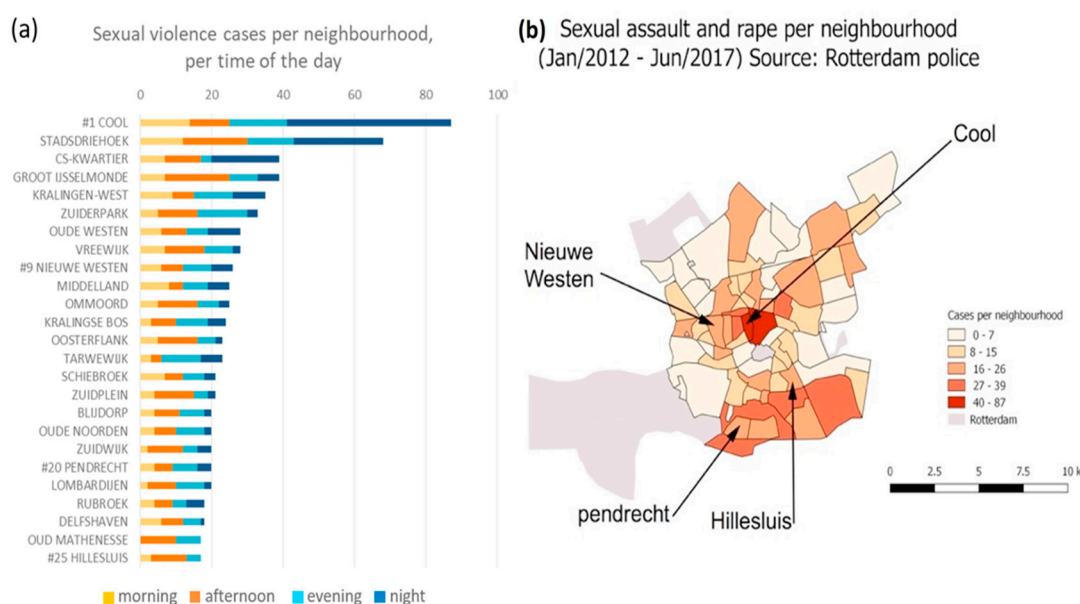 (a)
Sexual violence cases per neighbourhood,
per time of the day
0 20 40 60 80 100
#1 COOL
STADSDRIEHOEK
CS-KWARTIER
GROOT IJSSELMONDE
KRALINGEN-WEST
ZUIDERPARK
OUDE WESTEN
VREEWIJK
#9 NIEUWE WESTEN
MIDDELLAND
OMMOORD
KRALINGSE BOS
OOSTERFLANK
TARWEWIJK
SCHIEBROEK
ZUIDPLEIN
BLIJDORP
OUDE NOORDEN
ZUIDWIJK
#20 PENDRECHT
LOMBARDIJEN
RUBROEK
DELFSHAVEN
OUD MATHENESSE
#25 HILLESLUIS
morning afternoon evening night
(b) Sexual assault and rape per neighbourhood
(Jan/2012 - Jun/2017) Source: Rotterdam police
Cool
Nieuwe
Westen
pendrecht
Hillesluis
Cases per neighbourhood
0 - 7
8 - 15
16 - 26
27 - 39
40 - 87
Rotterdam
0 2.5 5 7.5 10 k